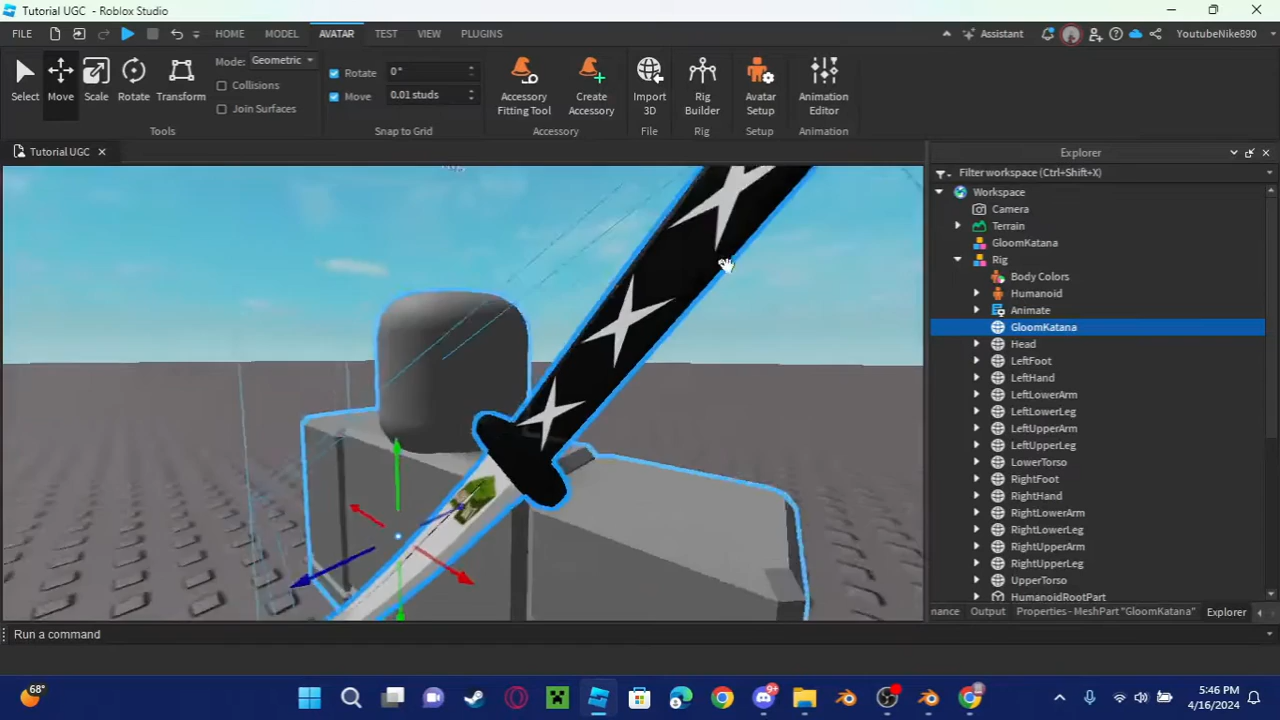 Tutorial UGC - Roblox Studio
FILE
HOME
MODEL
AVATAR
TEST
VIEW
PLUGINS
Assistant
YoutubeNike890
Select
Move
Scale
Rotate
Transform
Mode:
Geometric
Collisions
Join Surfaces
Tools
Rotate
0°
Move
0.01 studs
Snap to Grid
Accessory
Fitting Tool
Create
Accessory
Accessory
Import
3D
File
Rig
Builder
Rig
Avatar
Setup
Setup
Animation
Editor
Animation
Tutorial UGC
Explorer
Filter workspace (Ctrl+Shift+X)
Workspace
Camera
Terrain
GloomKatana
Rig
Body Colors
Humanoid
Animate
GloomKatana
Head
LeftFoot
LeftHand
LeftLowerArm
LeftLowerLeg
LeftUpperArm
LeftUpperLeg
LowerTorso
RightFoot
RightHand
RightLowerArm
RightLowerLeg
RightUpperArm
RightUpperLeg
UpperTorso
HumanoidRootPart
nance
Output
Properties - MeshPart "GloomKatana"
Explorer
Run a command
68°
9+
5:46 PM
4/16/2024